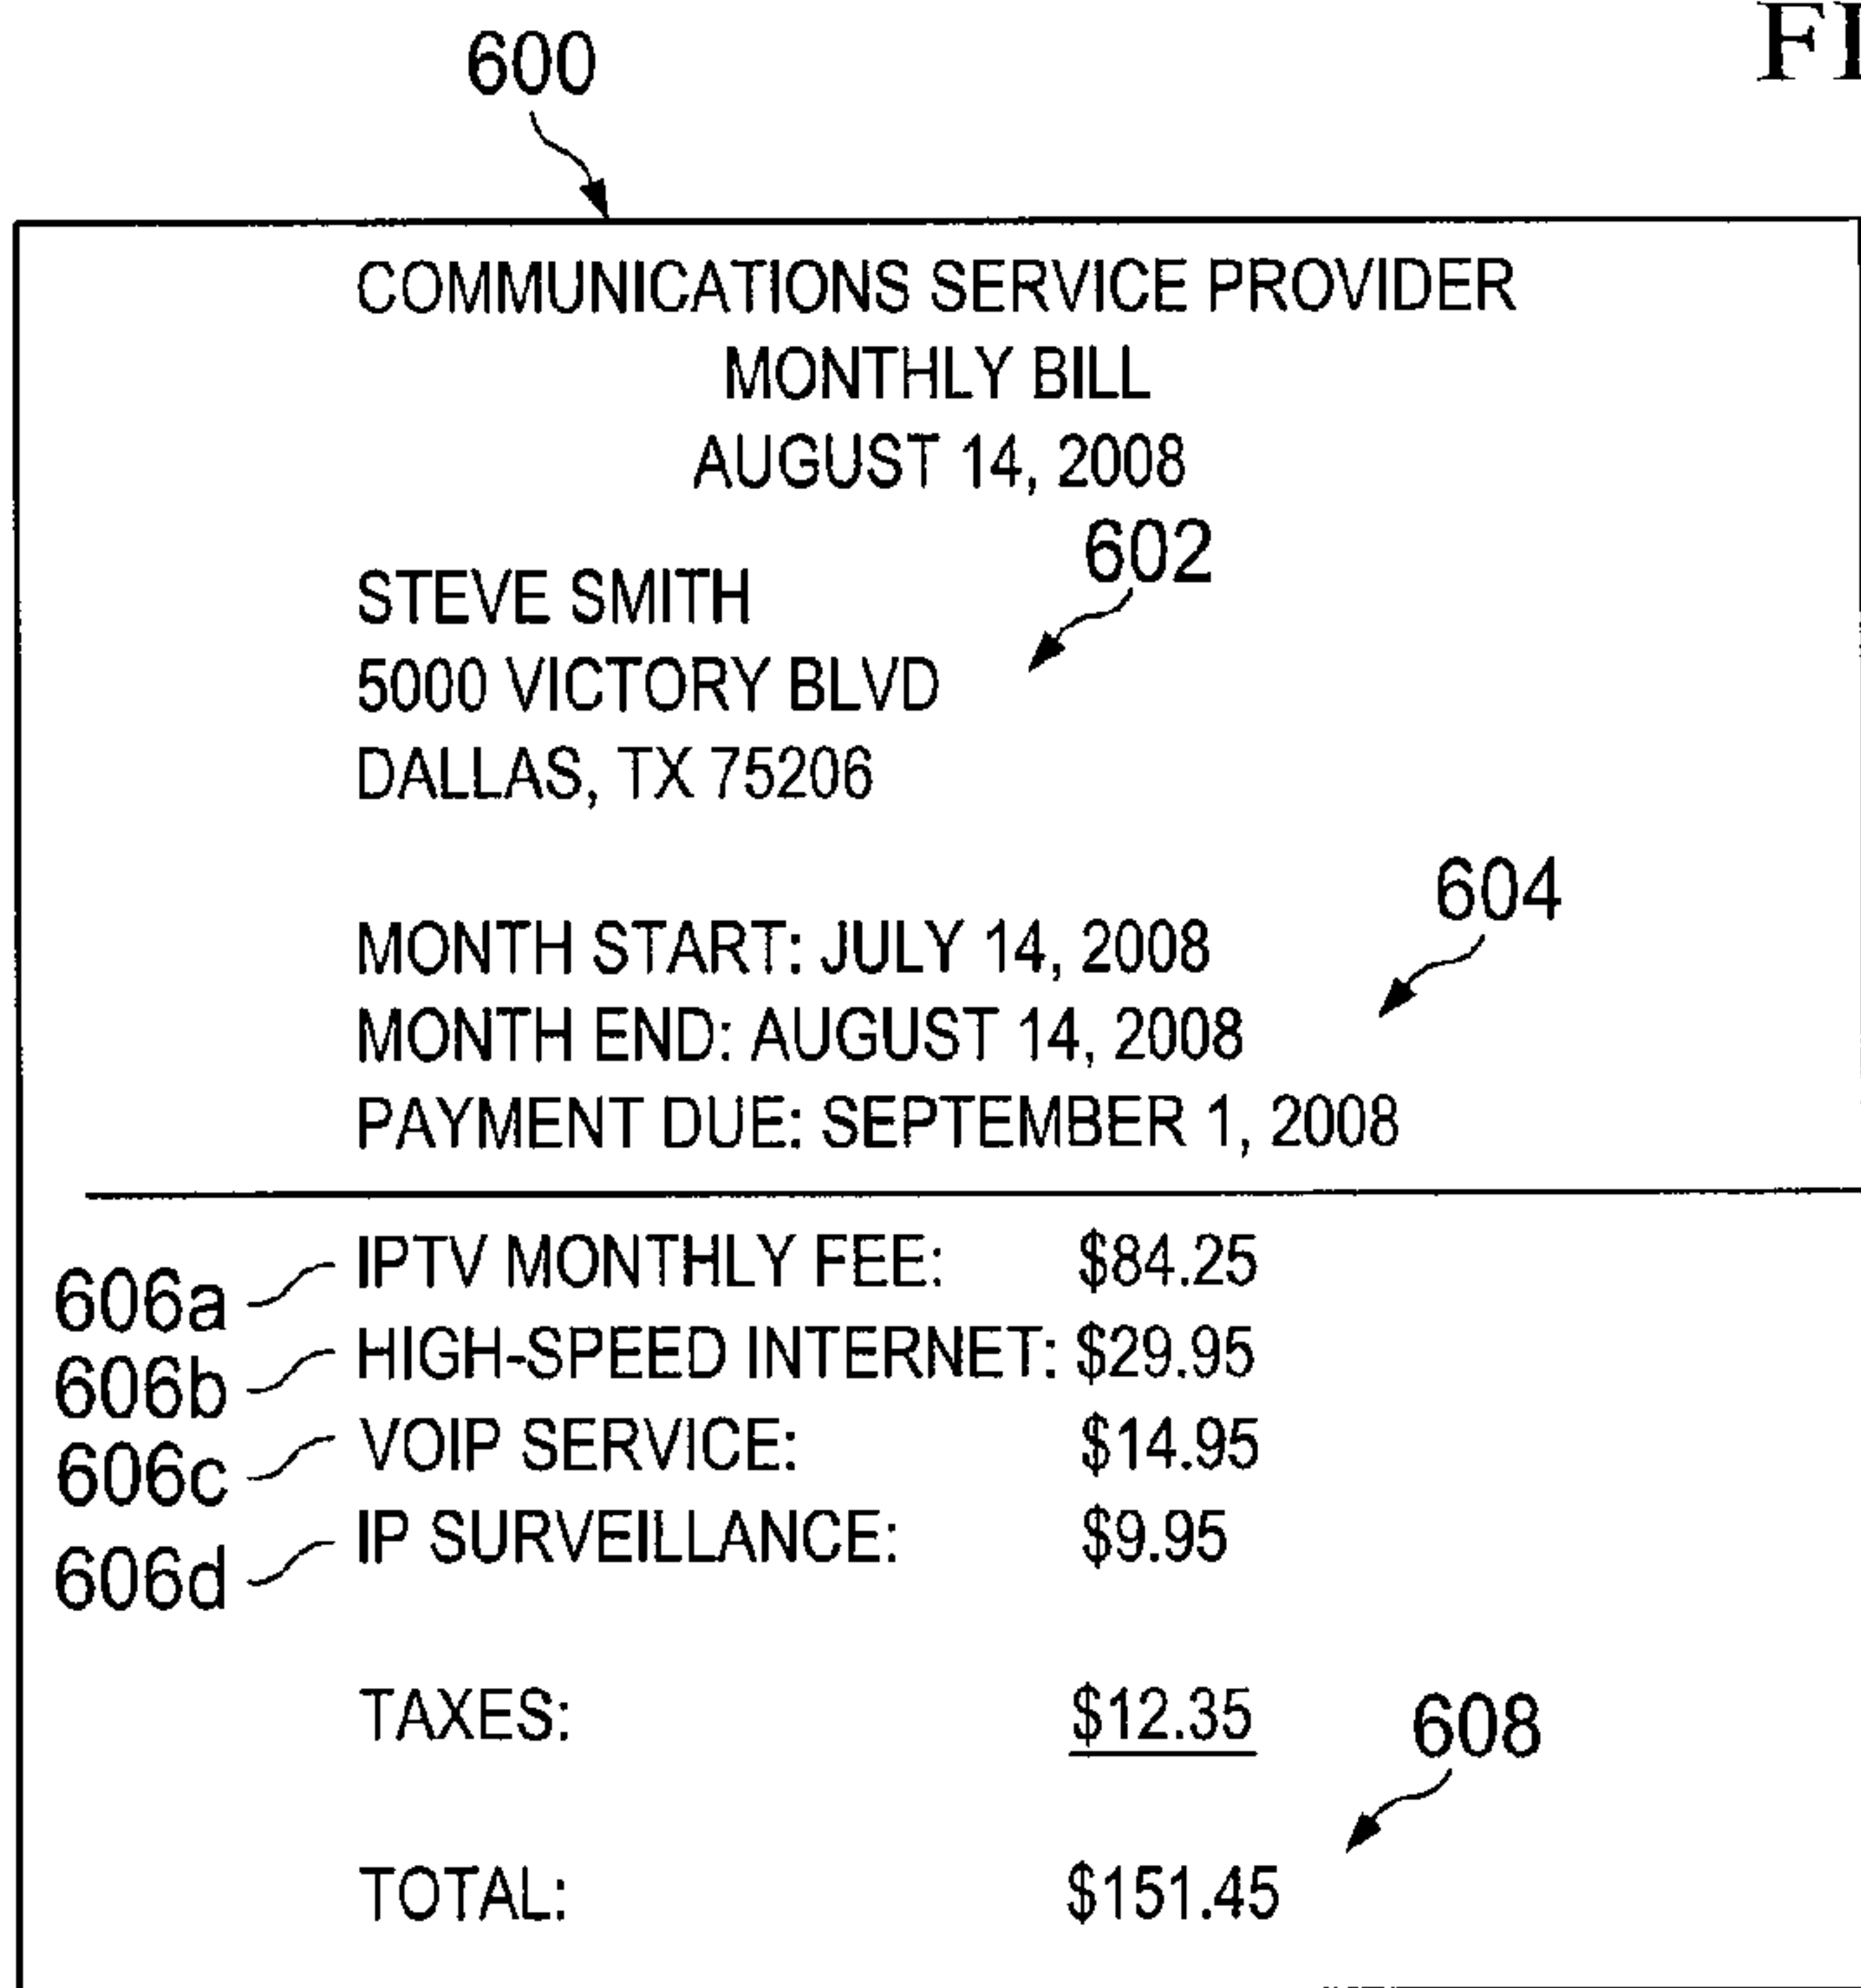 FI
600
COMMUNICATIONS SERVICE PROVIDER
MONTHLY BILL
AUGUST 14, 2008
602
STEVE SMITH
5000 VICTORY BLVD
DALLAS, TX 75206
604
MONTH START: JULY 14, 2008
MONTH END: AUGUST 14, 2008
PAYMENT DUE: SEPTEMBER 1, 2008
606a IPTV MONTHLY FEE: $84.25
606b HIGH-SPEED INTERNET: $29.95
606c VOIP SERVICE: $14.95
606d IP SURVEILLANCE: $9.95
TAXES: $12.35
608
TOTAL: $151.45